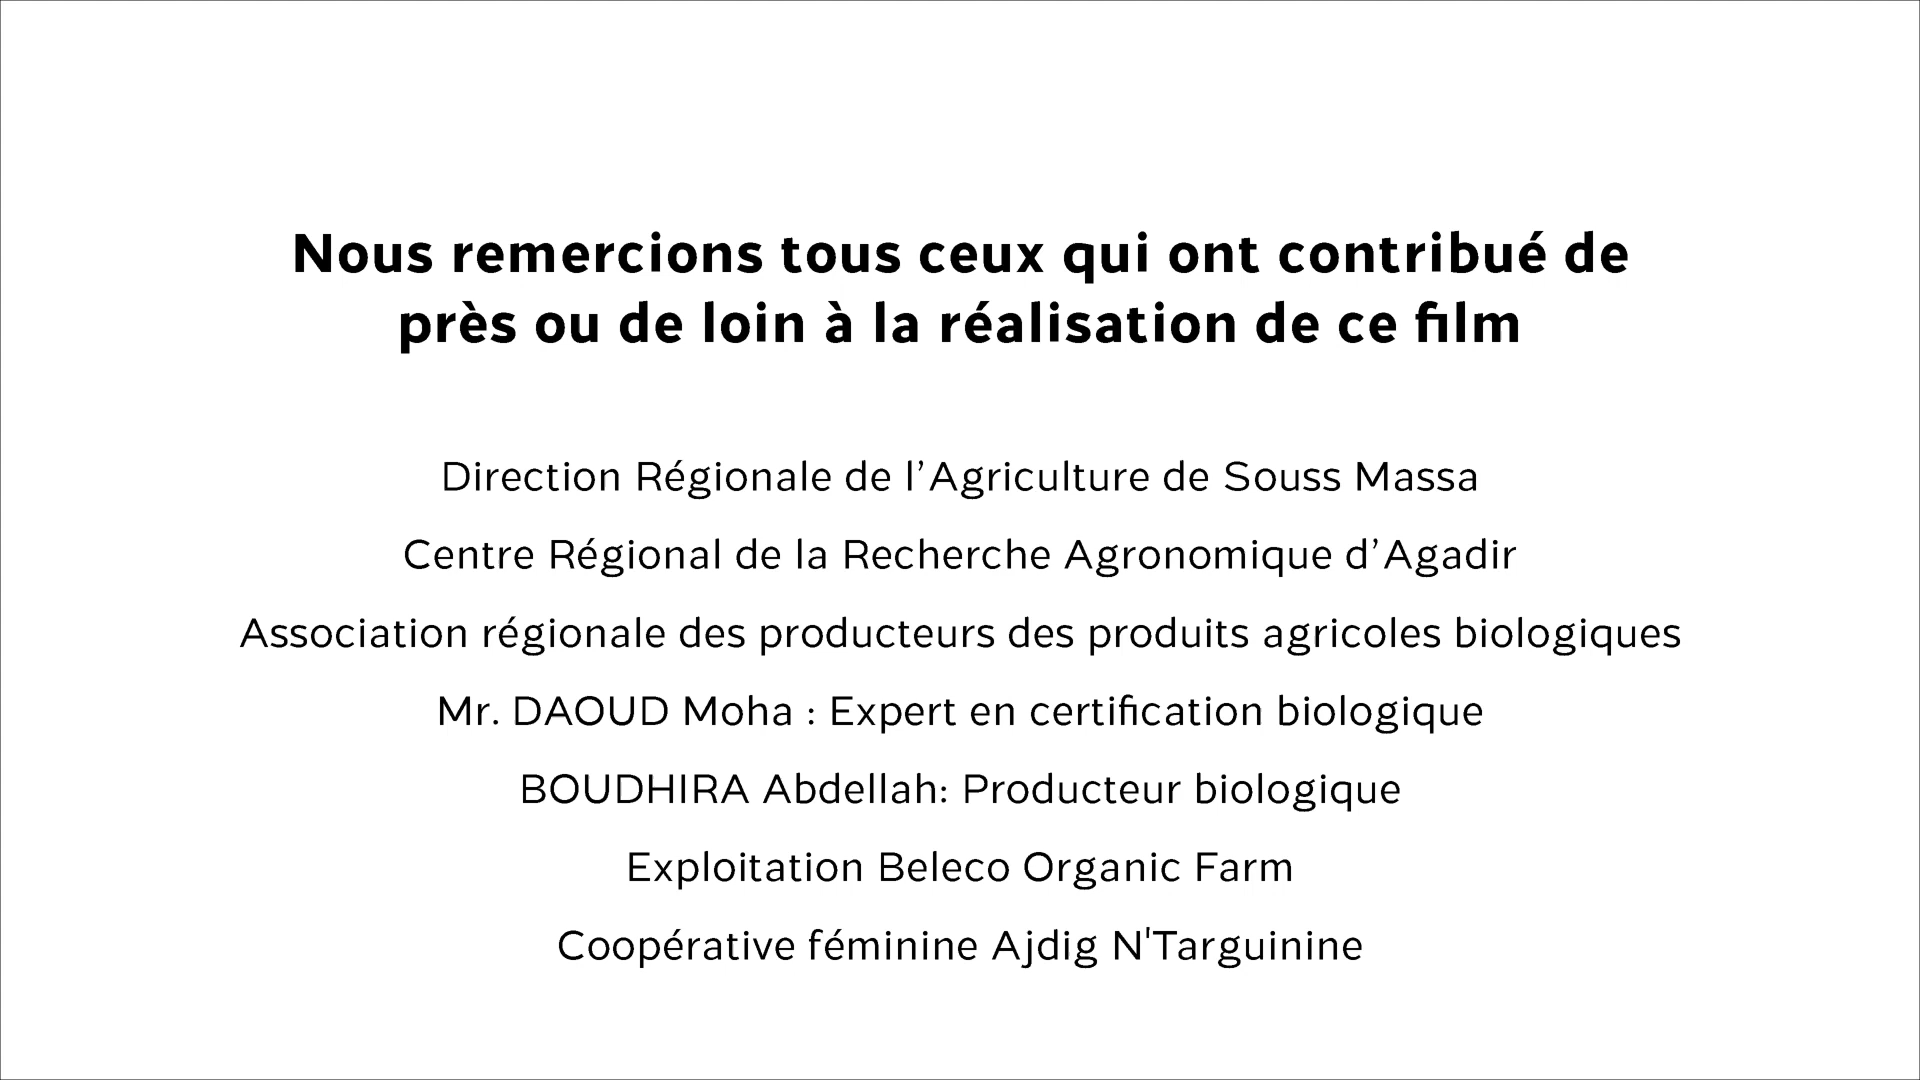 Nous remercions tous ceux qui ont contribué de
près ou de loin à la réalisation de ce film
Direction Régionale de l’Agriculture de Souss Massa
Centre Régional de la Recherche Agronomique d’Agadir
Association régionale des producteurs des produits agricoles biologiques
Mr. DAOUD Moha : Expert en certification biologique
BOUDHIRA Abdellah: Producteur biologique
Exploitation Beleco Organic Farm
Coopérative féminine Ajdig N'Targuinine